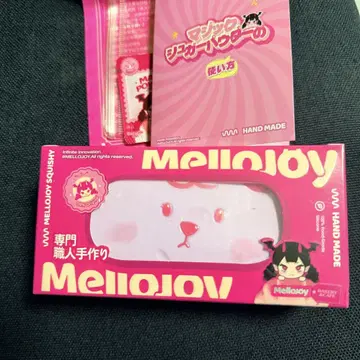 マジック
シュガーパウダーの
使い方
HAND MADE
MELLOJOY SQUISHY
Infinite Innovation
@MELLOJOY.All rights reserved.
MelloJoy
HAND MADE
専門
職人手作り
MelloJoy
MelloJoy